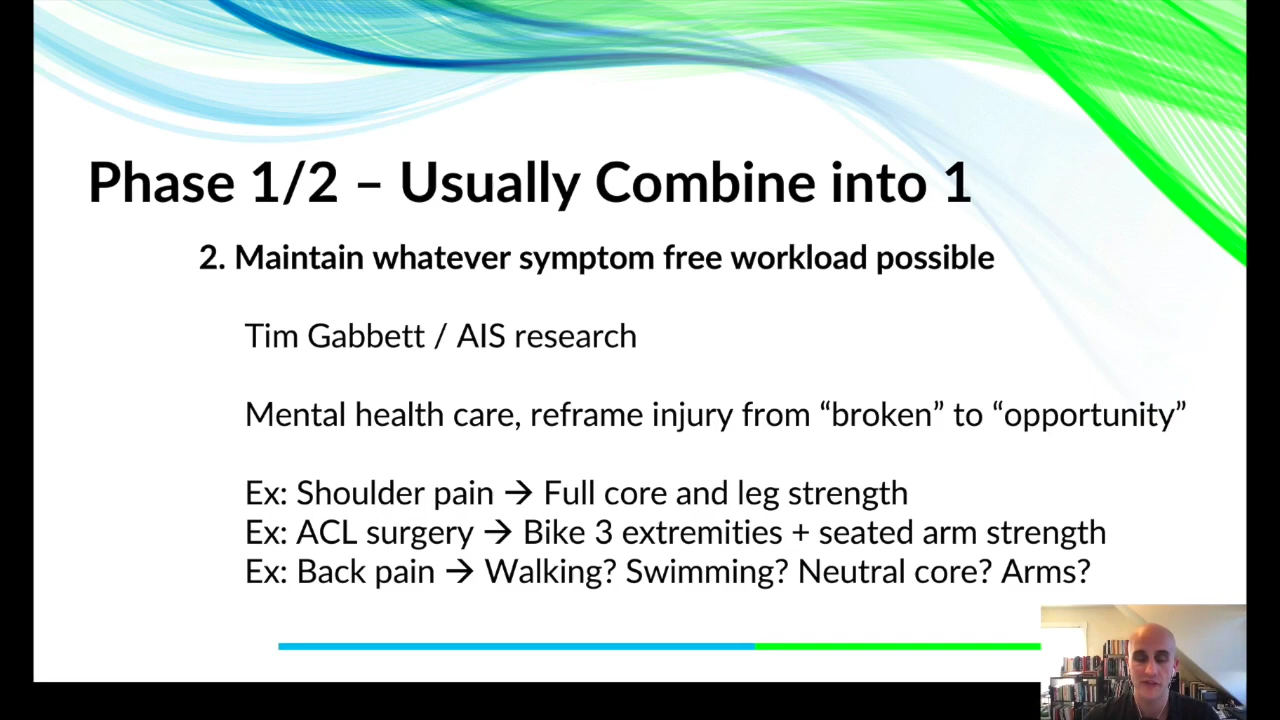 Phase 1/2 – Usually Combine into 1
2. Maintain whatever symptom free workload possible
Tim Gabbett / AIS research
Mental health care, reframe injury from “broken” to “opportunity”
Ex: Shoulder pain → Full core and leg strength
Ex: ACL surgery → Bike 3 extremities + seated arm strength
Ex: Back pain → Walking? Swimming? Neutral core? Arms?